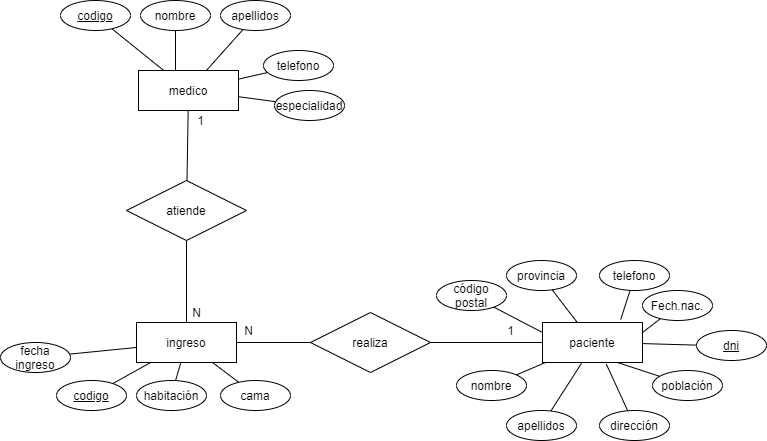 codigo
nombre
apellidos
telefono
medico
especialidad
1
atiende
N
provincia
telefono
código
postal
Fech.nac.
N
1
ingreso
realiza
paciente
dni
fecha
ingreso
codigo
habitación
cama
nombre
población
apellidos
dirección